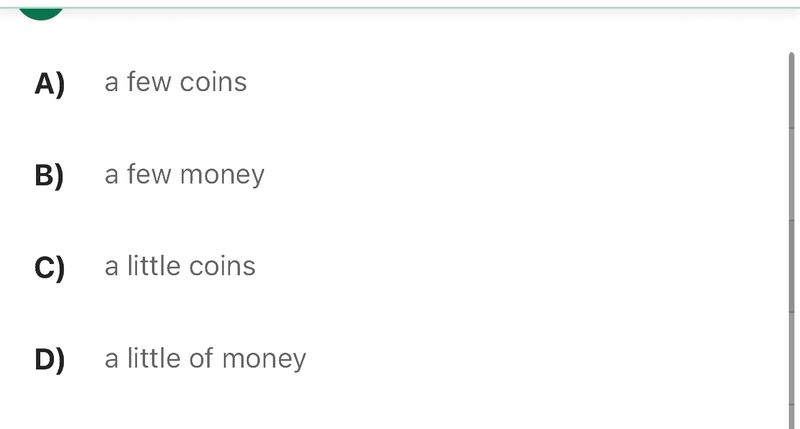 A) a few coins
B) a few money
C) a little coins
D) a little of money